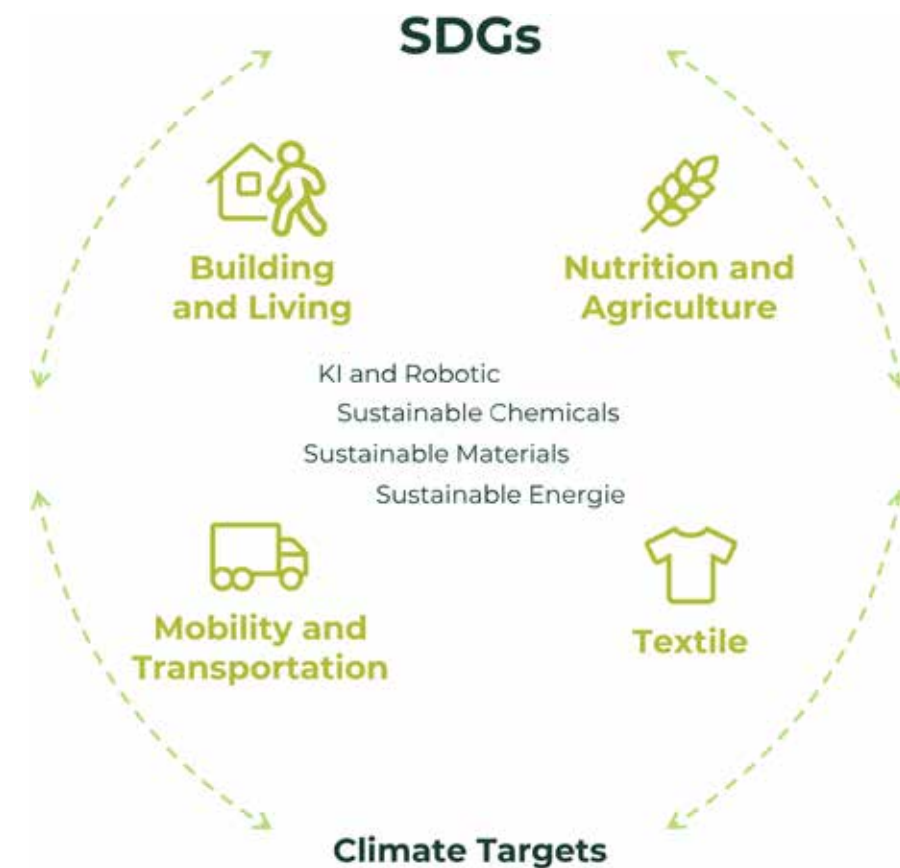 SDGs
Building
and Living
Nutrition and
Agriculture
KI and Robotic
Sustainable Chemicals
Sustainable Materials
Sustainable Energie
Mobility and
Transportation
Textile
Climate Targets